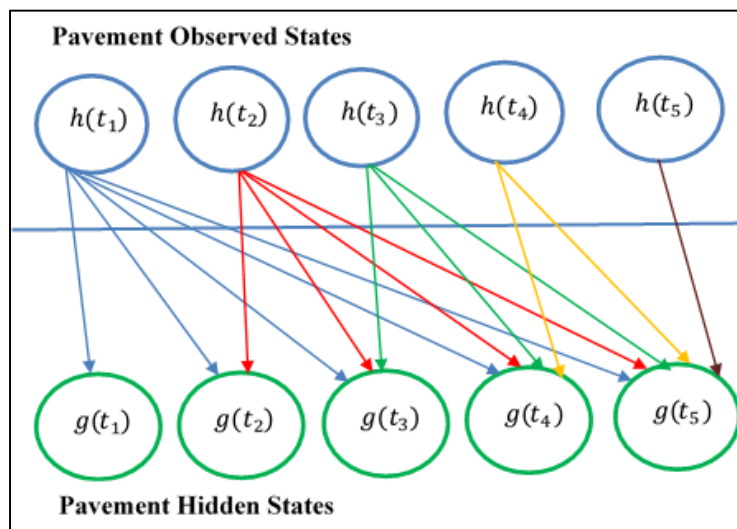 Pavement Observed States
h(t₁) h(t₂) h(t₃) h(t₄) h(t₅)
g(t₁) g(t₂) g(t₃) g(t₄) g(t₅)
Pavement Hidden States